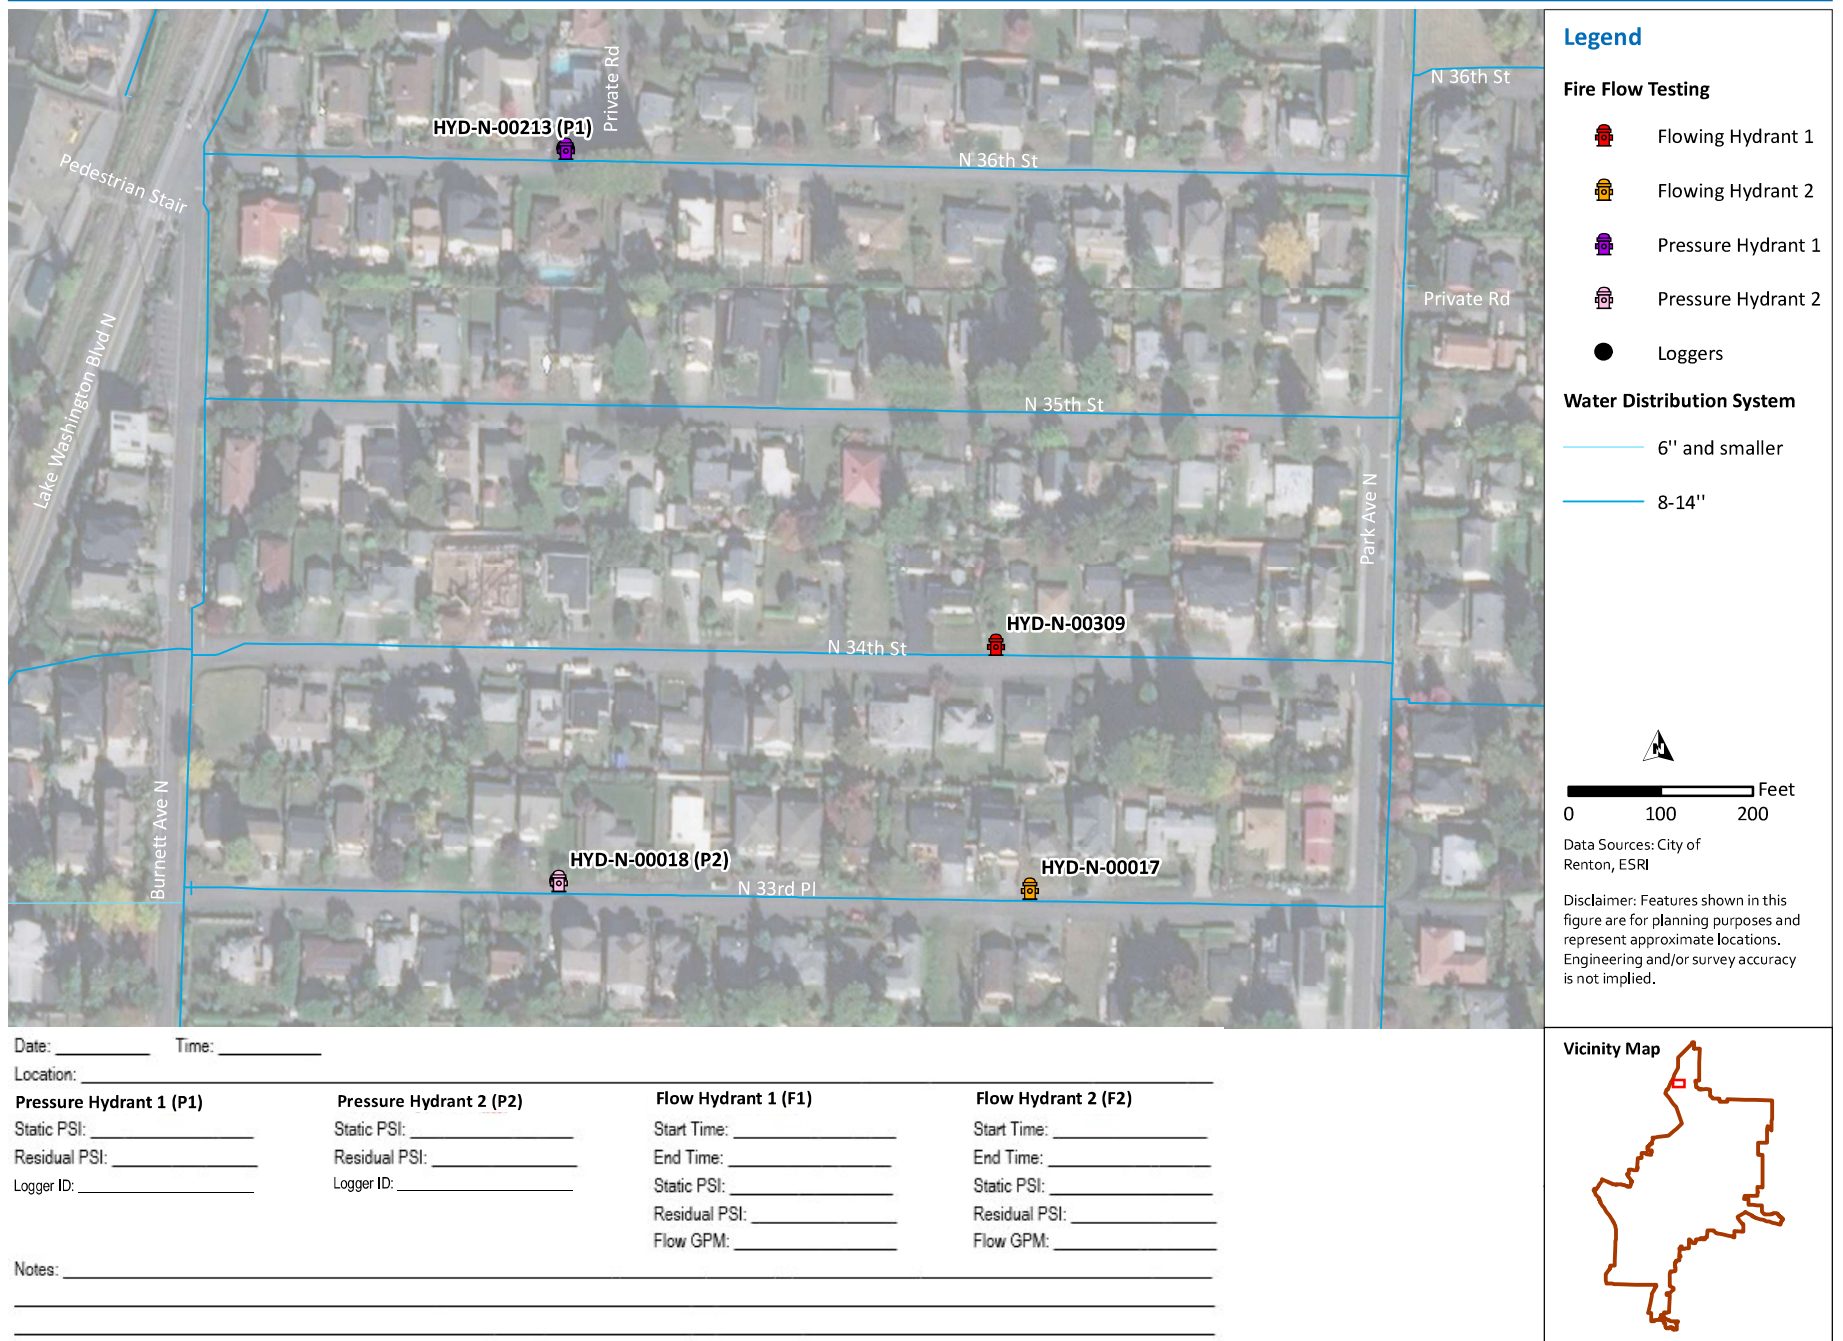 Private Rd
HYD-N-00213 (P1)
N 36th St
N 36th St
Pedestrian Stair
Private Rd
Lake Washington Blvd N
N 35th St
Park Ave N
HYD-N-00309
N 34th St
Burnett Ave N
HYD-N-00018 (P2)
N 33rd Pl
HYD-N-00017
Legend
Fire Flow Testing
Flowing Hydrant 1
Flowing Hydrant 2
Pressure Hydrant 1
Pressure Hydrant 2
Loggers
Water Distribution System
6'' and smaller
8-14''
N
Feet
0 100 200
Data Sources: City of
Renton, ESRI
Disclaimer: Features shown in this
figure are for planning purposes and
represent approximate locations.
Engineering and/or survey accuracy
is not implied.
Vicinity Map
Date: Time:
Location:
Pressure Hydrant 1 (P1)
Static PSI:
Residual PSI:
Logger ID:
Pressure Hydrant 2 (P2)
Static PSI:
Residual PSI:
Logger ID:
Flow Hydrant 1 (F1)
Start Time:
End Time:
Static PSI:
Residual PSI:
Flow GPM:
Flow Hydrant 2 (F2)
Start Time:
End Time:
Static PSI:
Residual PSI:
Flow GPM:
Notes: